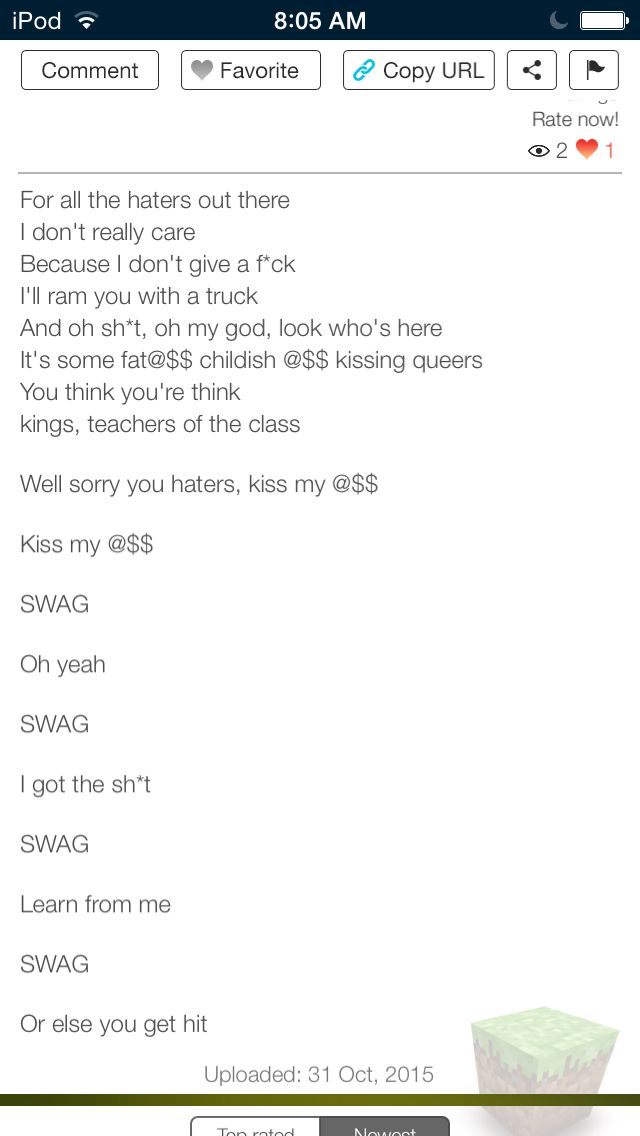 iPod 8:05 AM
Comment Favorite Copy URL
Rate now!
2 1
For all the haters out there
I don't really care
Because I don't give a f*ck
I'll ram you with a truck
And oh sh*t, oh my god, look who's here
It's some fat@$$ childish @$$ kissing queers
You think you're think
kings, teachers of the class
Well sorry you haters, kiss my @$$
Kiss my @$$
SWAG
Oh yeah
SWAG
I got the sh*t
SWAG
Learn from me
SWAG
Or else you get hit
Uploaded: 31 Oct, 2015
Top rated Newest